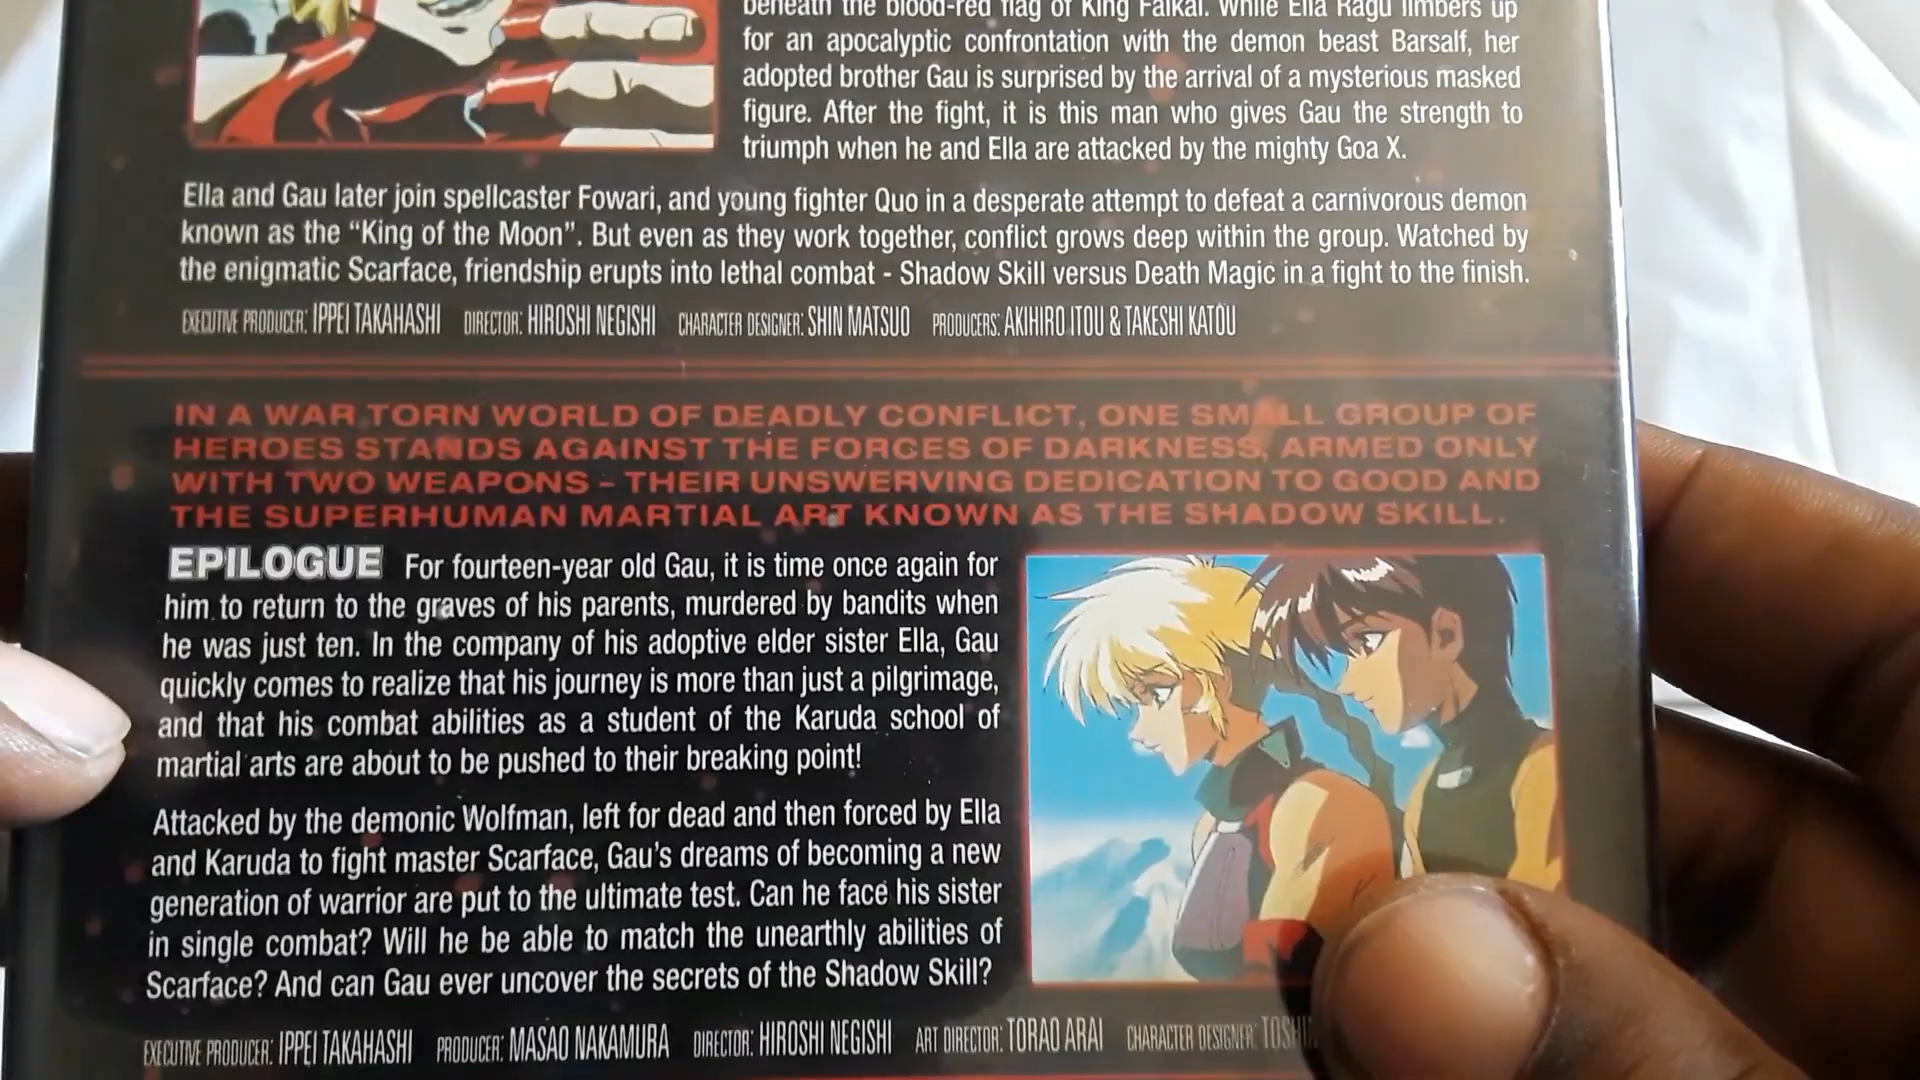 beneath the blood-red flag of King Faikal. While Ella Ragu limbers up
for an apocalyptic confrontation with the demon beast Barsalf, her
adopted brother Gau is surprised by the arrival of a mysterious masked
figure. After the fight, it is this man who gives Gau the strength to
triumph when he and Ella are attacked by the mighty Goa X.
Ella and Gau later join spellcaster Fowari, and young fighter Quo in a desperate attempt to defeat a carnivorous demon
known as the “King of the Moon”. But even as they work together, conflict grows deep within the group. Watched by
the enigmatic Scarface, friendship erupts into lethal combat - Shadow Skill versus Death Magic in a fight to the finish.
EXECUTIVE PRODUCER: IPPEI TAKAHASHI DIRECTOR: HIROSHI NEGISHI CHARACTER DESIGNER: SHIN MATSUO PRODUCERS: AKIHIRO ITOU & TAKESHI KATOU
IN A WAR TORN WORLD OF DEADLY CONFLICT, ONE SMALL GROUP OF
HEROES STANDS AGAINST THE FORCES OF DARKNESS, ARMED ONLY
WITH TWO WEAPONS – THEIR UNSWERVING DEDICATION TO GOOD AND
THE SUPERHUMAN MARTIAL ART KNOWN AS THE SHADOW SKILL.
EPILOGUE For fourteen-year old Gau, it is time once again for
him to return to the graves of his parents, murdered by bandits when
he was just ten. In the company of his adoptive elder sister Ella, Gau
quickly comes to realize that his journey is more than just a pilgrimage,
and that his combat abilities as a student of the Karuda school of
martial arts are about to be pushed to their breaking point!
Attacked by the demonic Wolfman, left for dead and then forced by Ella
and Karuda to fight master Scarface, Gau's dreams of becoming a new
generation of warrior are put to the ultimate test. Can he face his sister
in single combat? Will he be able to match the unearthly abilities of
Scarface? And can Gau ever uncover the secrets of the Shadow Skill?
EXECUTIVE PRODUCER: IPPEI TAKAHASHI PRODUCER: MASAO NAKAMURA DIRECTOR: HIROSHI NEGISHI ART DIRECTOR: TORAO ARAI CHARACTER DESIGNER: